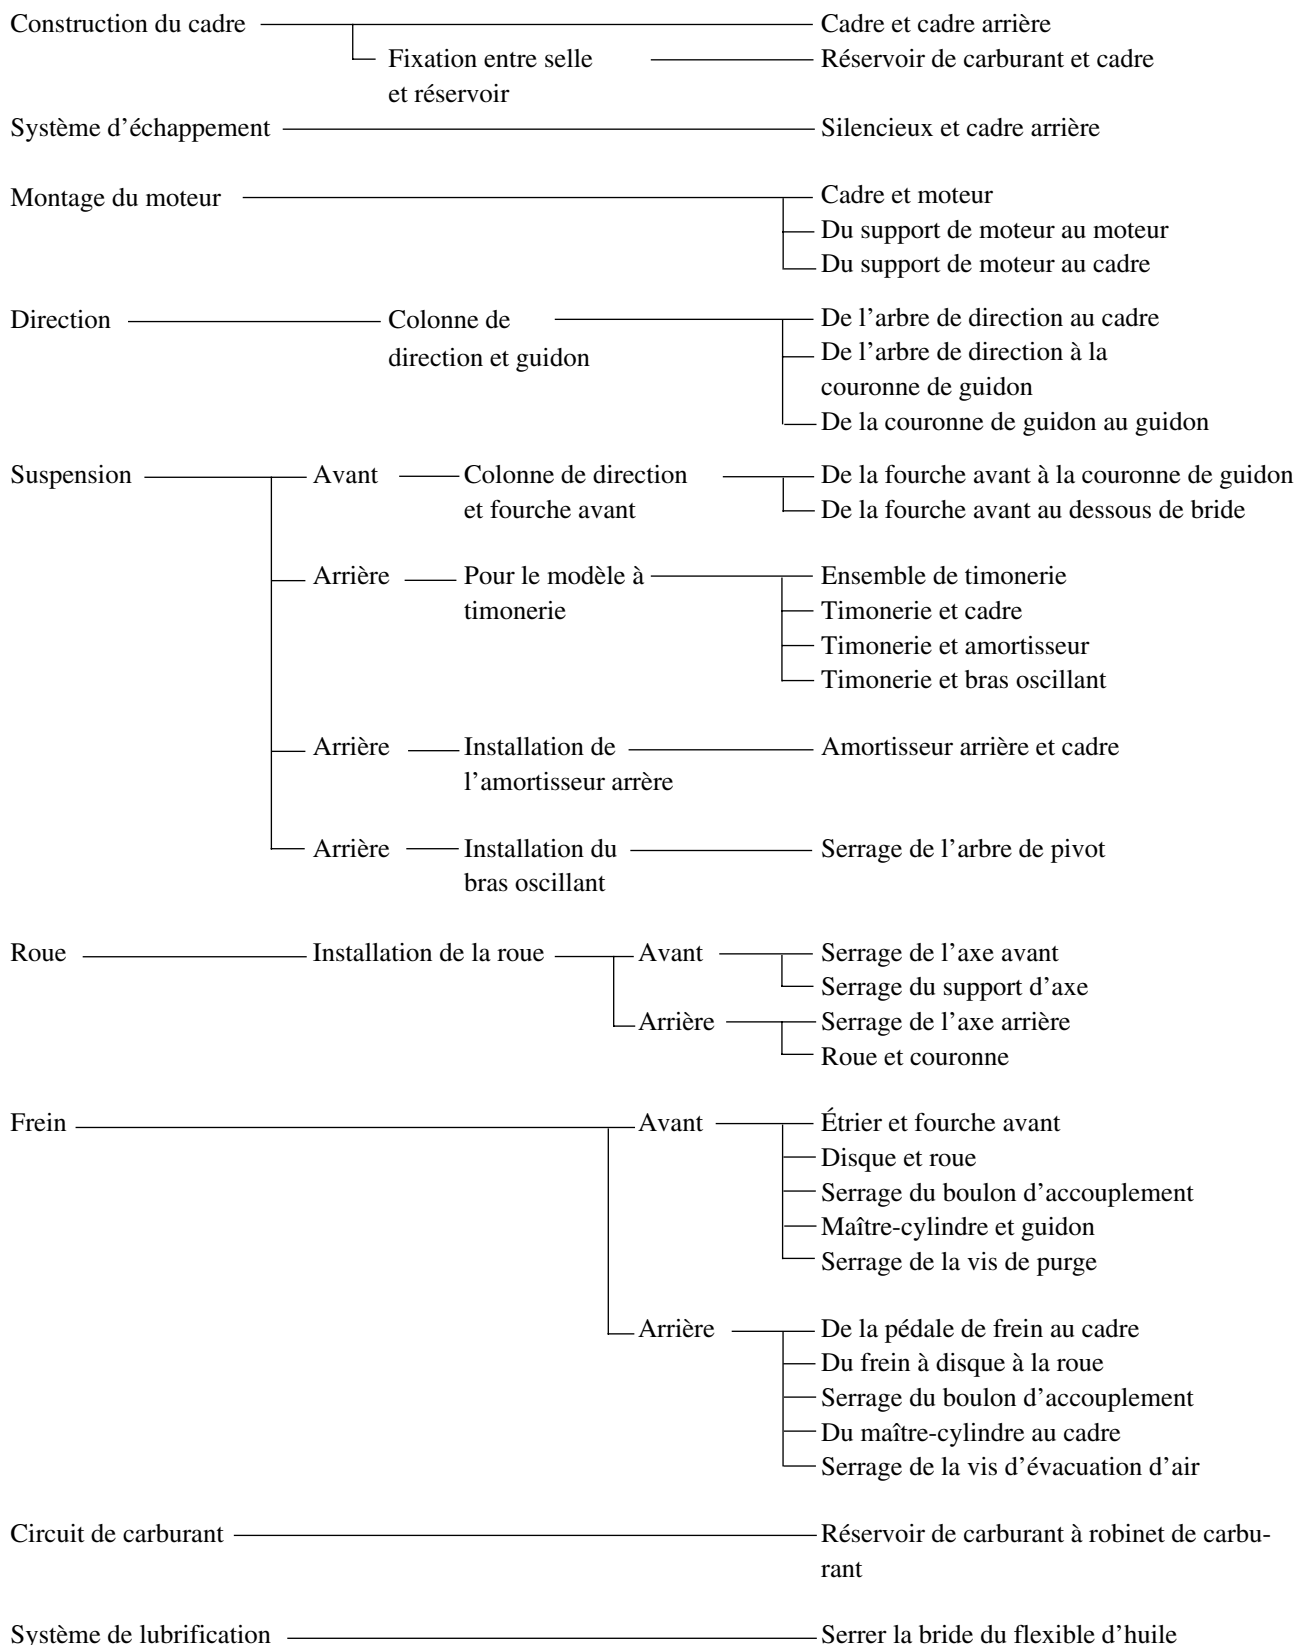 Construction du cadre Cadre et cadre arrière
Fixation entre selle Réservoir de carburant et cadre
et réservoir
Système d'échappement Silencieux et cadre arrière
Montage du moteur Cadre et moteur
Du support de moteur au moteur
Du support de moteur au cadre
Direction Colonne de De l'arbre de direction au cadre
direction et guidon De l'arbre de direction à la
couronne de guidon
De la couronne de guidon au guidon
Suspension Avant Colonne de direction De la fourche avant à la couronne de guidon
et fourche avant De la fourche avant au dessous de bride
Arrière Pour le modèle à Ensemble de timonerie
timonerie Timonerie et cadre
Timonerie et amortisseur
Timonerie et bras oscillant
Arrière Installation de Amortisseur arrière et cadre
l'amortisseur arrère
Arrière Installation du Serrage de l'arbre de pivot
bras oscillant
Roue Installation de la roue Avant Serrage de l'axe avant
Serrage du support d'axe
Arrière Serrage de l'axe arrière
Roue et couronne
Frein Avant Étrier et fourche avant
Disque et roue
Serrage du boulon d'accouplement
Maître-cylindre et guidon
Serrage de la vis de purge
Arrière De la pédale de frein au cadre
Du frein à disque à la roue
Serrage du boulon d'accouplement
Du maître-cylindre au cadre
Serrage de la vis d'évacuation d'air
Circuit de carburant Réservoir de carburant à robinet de carbu-
rant
Système de lubrification Serrer la bride du flexible d'huile